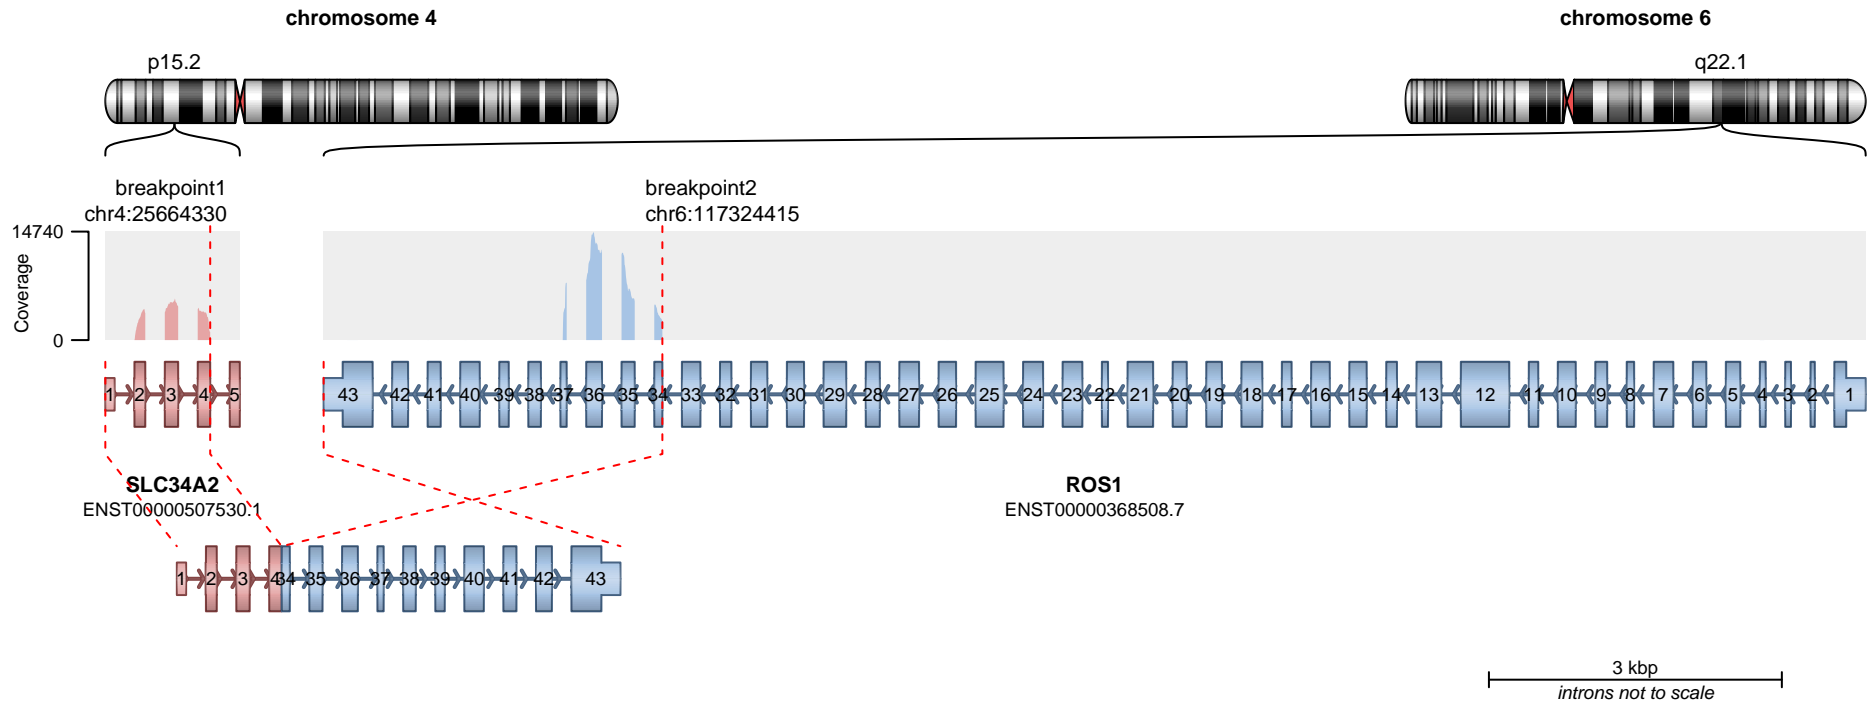 chromosome 4
chromosome 6
p15.2
q22.1
breakpoint1
chr4:25664330
breakpoint2
chr6:117324415
14740
Coverage
0
1 2 3 4 5
43 42 41 40 39 38 37 36 35 34 33 32 31 30 29 28 27 26 25 24 23 22 21 20 19 18 17 16 15 14 13 12 11 10 9 8 7 6 5 4 3 2 1
SLC34A2
ENST00000507530.1
ROS1
ENST00000368508.7
1 2 3 4 34 35 36 37 38 39 40 41 42 43
3 kbp
introns not to scale